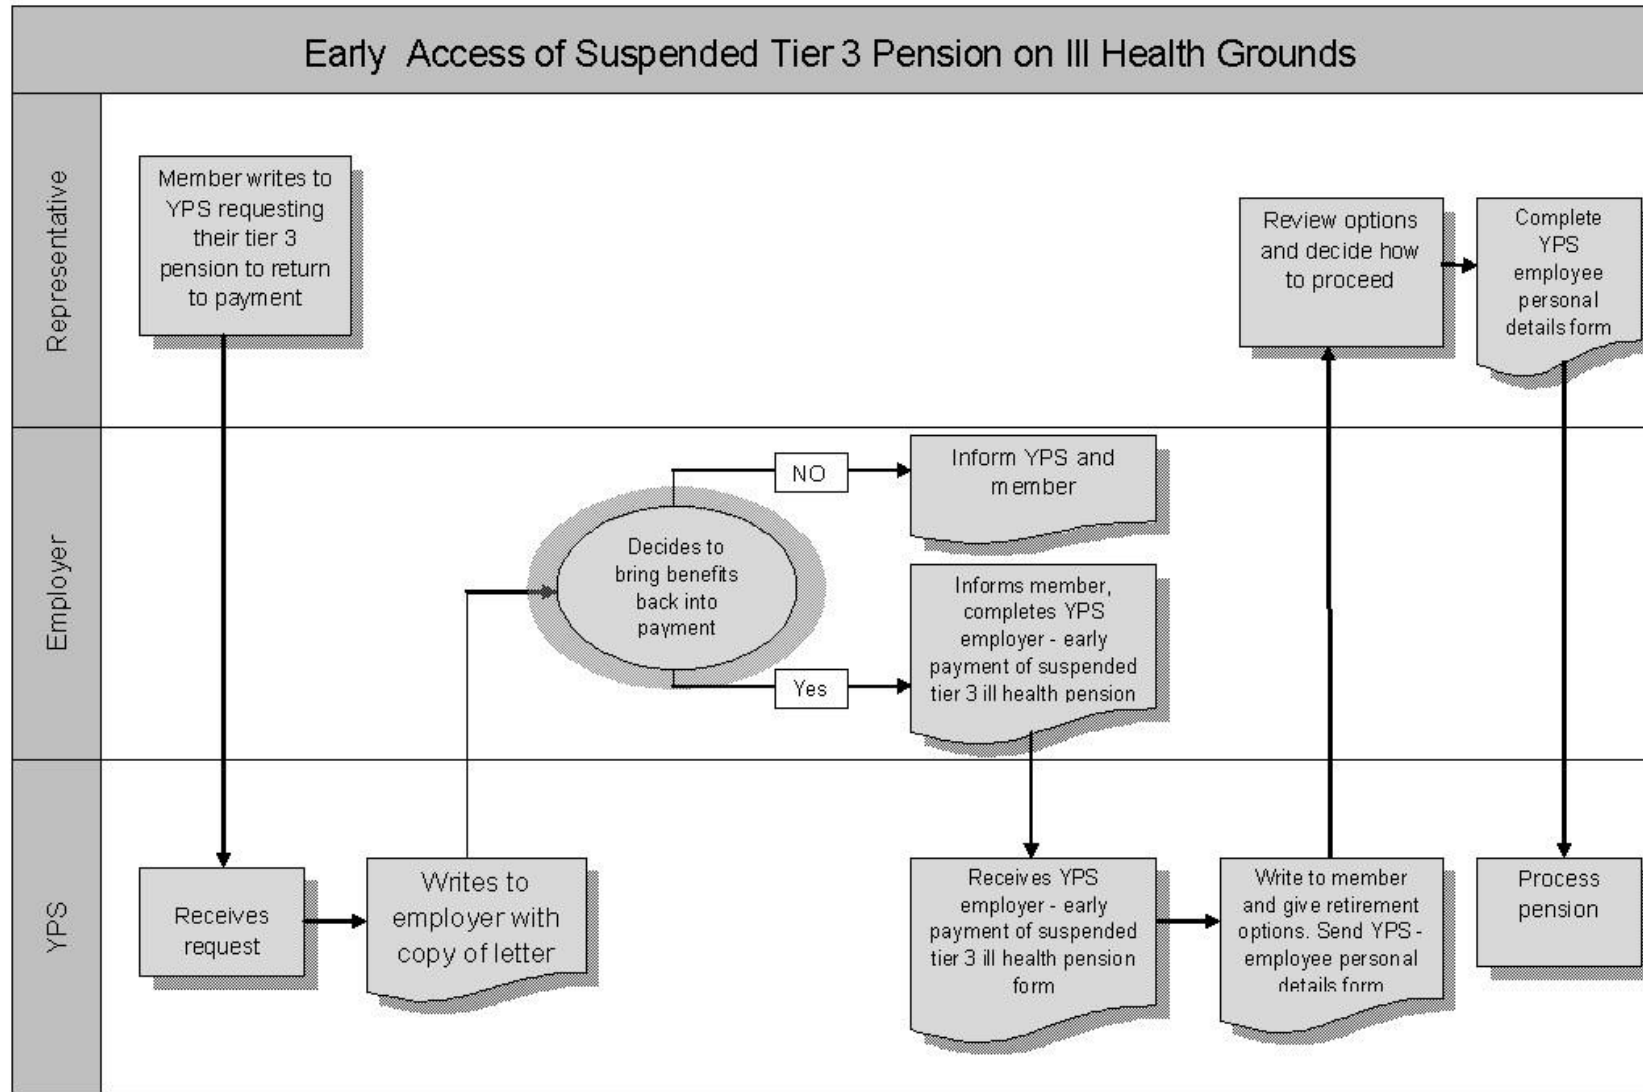 Early Access of Suspended Tier 3 Pension on Ill Health Grounds
Representative
Member writes to
YPS requesting
their tier 3
pension to return
to payment
Review options
and decide how
to proceed
Complete
YPS
employee
personal
details form
Employer
Decides to
bring benefits
back into
payment
NO
Inform YPS and
member
Yes
Informs member,
completes YPS
employer - early
payment of suspended
tier 3 ill health pension
YPS
Receives
request
Writes to
employer with
copy of letter
Receives YPS
employer - early
payment of suspended
tier 3 ill health pension
form
Write to member
and give retirement
options. Send YPS -
employee personal
details form
Process
pension